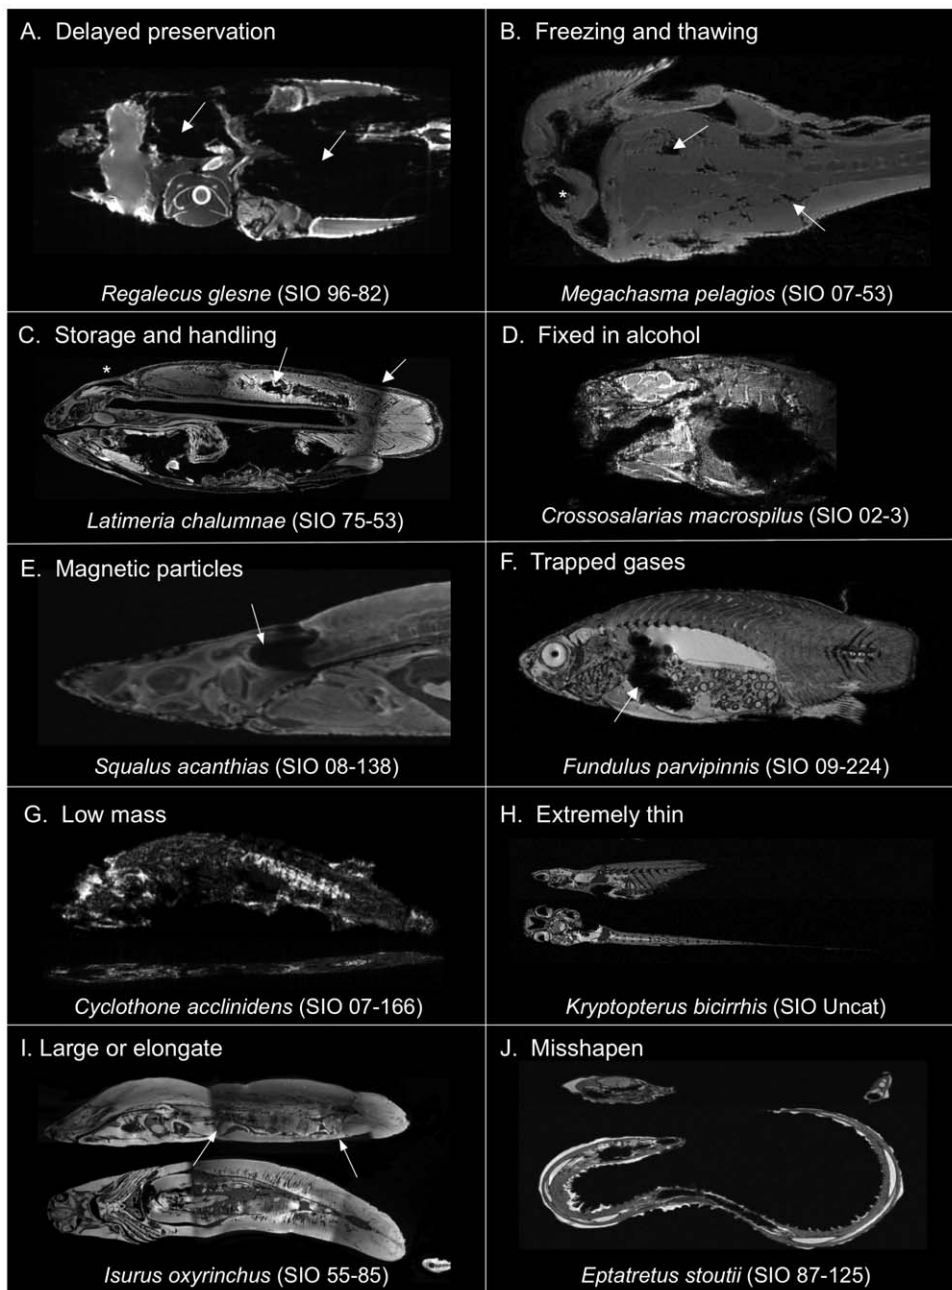 A. Delayed preservation
Regalecus glesne (SIO 96-82)
B. Freezing and thawing
*
Megachasma pelagios (SIO 07-53)
C. Storage and handling
*
Latimeria chalumnae (SIO 75-53)
D. Fixed in alcohol
Crossosalarias macrospilus (SIO 02-3)
E. Magnetic particles
Squalus acanthias (SIO 08-138)
F. Trapped gases
Fundulus parvipinnis (SIO 09-224)
G. Low mass
Cyclothone acclinidens (SIO 07-166)
H. Extremely thin
Kryptopterus bicirrhis (SIO Uncat)
I. Large or elongate
Isurus oxyrinchus (SIO 55-85)
J. Misshapen
Eptatretus stoutii (SIO 87-125)